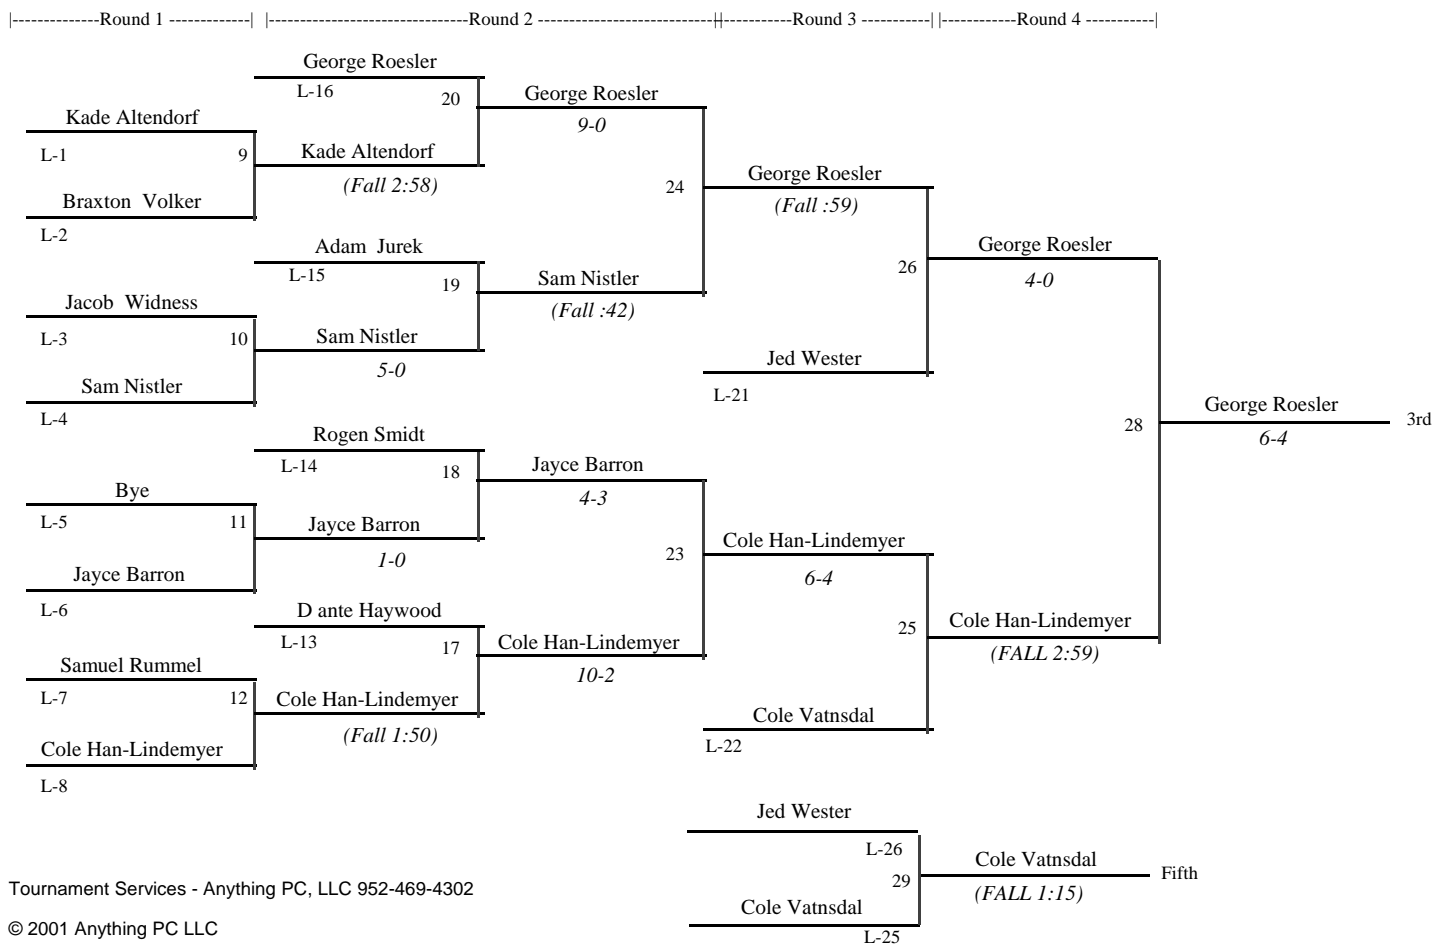 |--------------Round 1 -------------| |--------------------------------Round 2 -----------------------------||------------Round 3 -----------| |------------Round 4 -----------|
George Roesler
L-16
20
George Roesler
9-0
Kade Altendorf
L-1
9
Kade Altendorf
(Fall 2:58)
Braxton Volker
L-2
24
George Roesler
(Fall :59)
Adam Jurek
L-15
19
Sam Nistler
(Fall :42)
Jacob Widness
L-3
10
Sam Nistler
5-0
Sam Nistler
L-4
26
George Roesler
4-0
Jed Wester
L-21
28
George Roesler
6-4
3rd
Rogen Smidt
L-14
18
Jayce Barron
4-3
Bye
L-5
11
Jayce Barron
1-0
Jayce Barron
L-6
23
Cole Han-Lindemyer
6-4
D ante Haywood
L-13
17
Cole Han-Lindemyer
10-2
Samuel Rummel
L-7
12
Cole Han-Lindemyer
(Fall 1:50)
Cole Han-Lindemyer
L-8
25
Cole Han-Lindemyer
(FALL 2:59)
Cole Vatnsdal
L-22
Jed Wester
L-26
29
Cole Vatnsdal
(FALL 1:15)
Fifth
Cole Vatnsdal
L-25
Tournament Services - Anything PC, LLC 952-469-4302
© 2001 Anything PC LLC